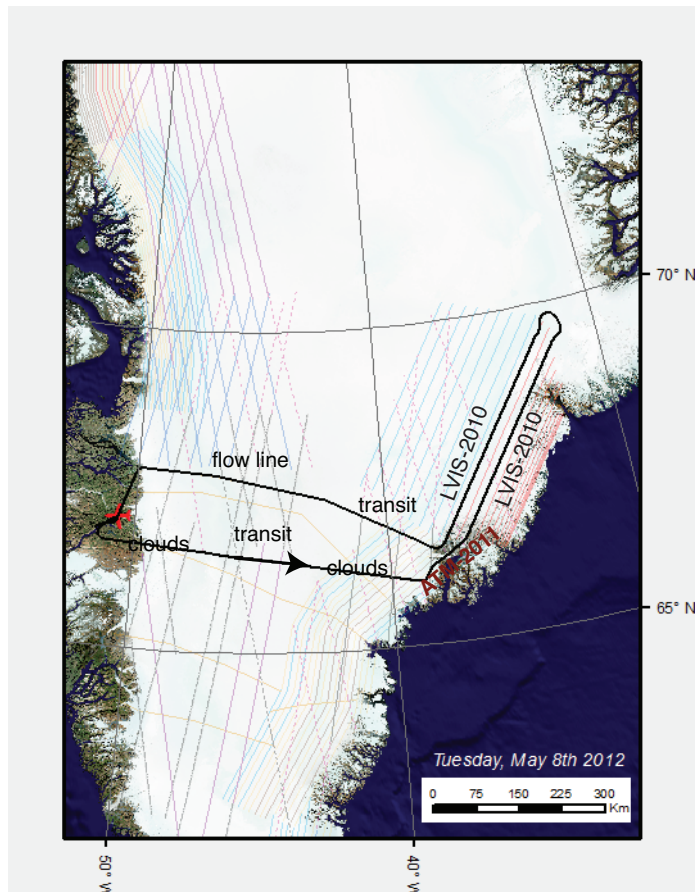 70° N
flow line
LVIS-2010
LVIS-2010
transit
transit
clouds
clouds
ATM-2011
65° N
Tuesday, May 8th 2012
0 75 150 225 300
Km
50° W
40° W